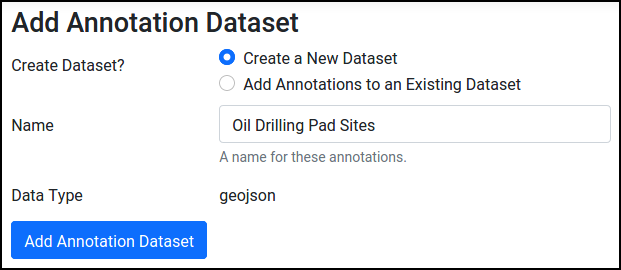 Add Annotation Dataset
Create Dataset?
Create a New Dataset
Add Annotations to an Existing Dataset
Name
Oil Drilling Pad Sites
A name for these annotations.
Data Type
geojson
Add Annotation Dataset